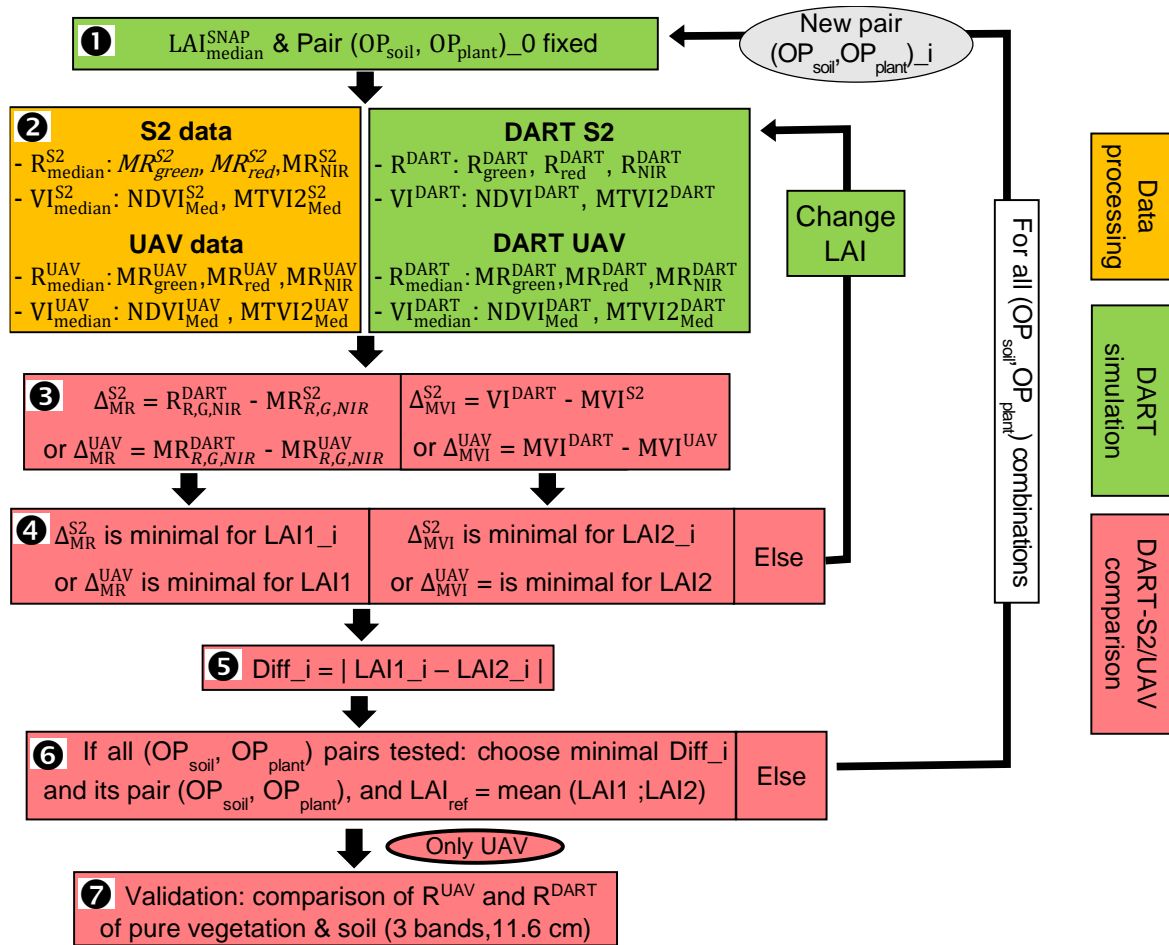 ❶ LAI^SNAP_median & Pair (OP_soil, OP_plant)_0 fixed
New pair
(OP_soil,OP_plant)_i
❷ S2 data
- R^S2_median: MR^S2_green, MR^S2_red,MR^S2_NIR
- VI^S2_median: NDVI^S2_Med, MTVI2^S2_Med
UAV data
- R^UAV_median: MR^UAV_green,MR^UAV_red,MR^UAV_NIR
- VI^UAV_median: NDVI^UAV_Med , MTVI2^UAV_Med
DART S2
- R^DART: R^DART_green, R^DART_red, R^DART_NIR
- VI^DART: NDVI^DART, MTVI2^DART
DART UAV
- R^DART_median: MR^DART_green,MR^DART_red,MR^DART_NIR
- VI^DART_median: NDVI^DART_Med, MTVI2^DART_Med
Change
LAI
For all (OP_soil,OP_plant) combinations
Data
processing
DART
simulation
DART-S2/UAV
comparison
❸ Δ^S2_MR = R^DART_R,G,NIR - MR^S2_R,G,NIR
or Δ^UAV_MR = MR^DART_R,G,NIR - MR^UAV_R,G,NIR
Δ^S2_MVI = VI^DART - MVI^S2
or Δ^UAV_MVI = MVI^DART - MVI^UAV
❹ Δ^S2_MR is minimal for LAI1_i
or Δ^UAV_MR is minimal for LAI1
Δ^S2_MVI is minimal for LAI2_i
or Δ^UAV_MVI = is minimal for LAI2
Else
❺ Diff_i = | LAI1_i – LAI2_i |
❻ If all (OP_soil, OP_plant) pairs tested: choose minimal Diff_i
and its pair (OP_soil, OP_plant), and LAI_ref = mean (LAI1 ;LAI2)
Else
Only UAV
❼ Validation: comparison of R^UAV and R^DART
of pure vegetation & soil (3 bands,11.6 cm)